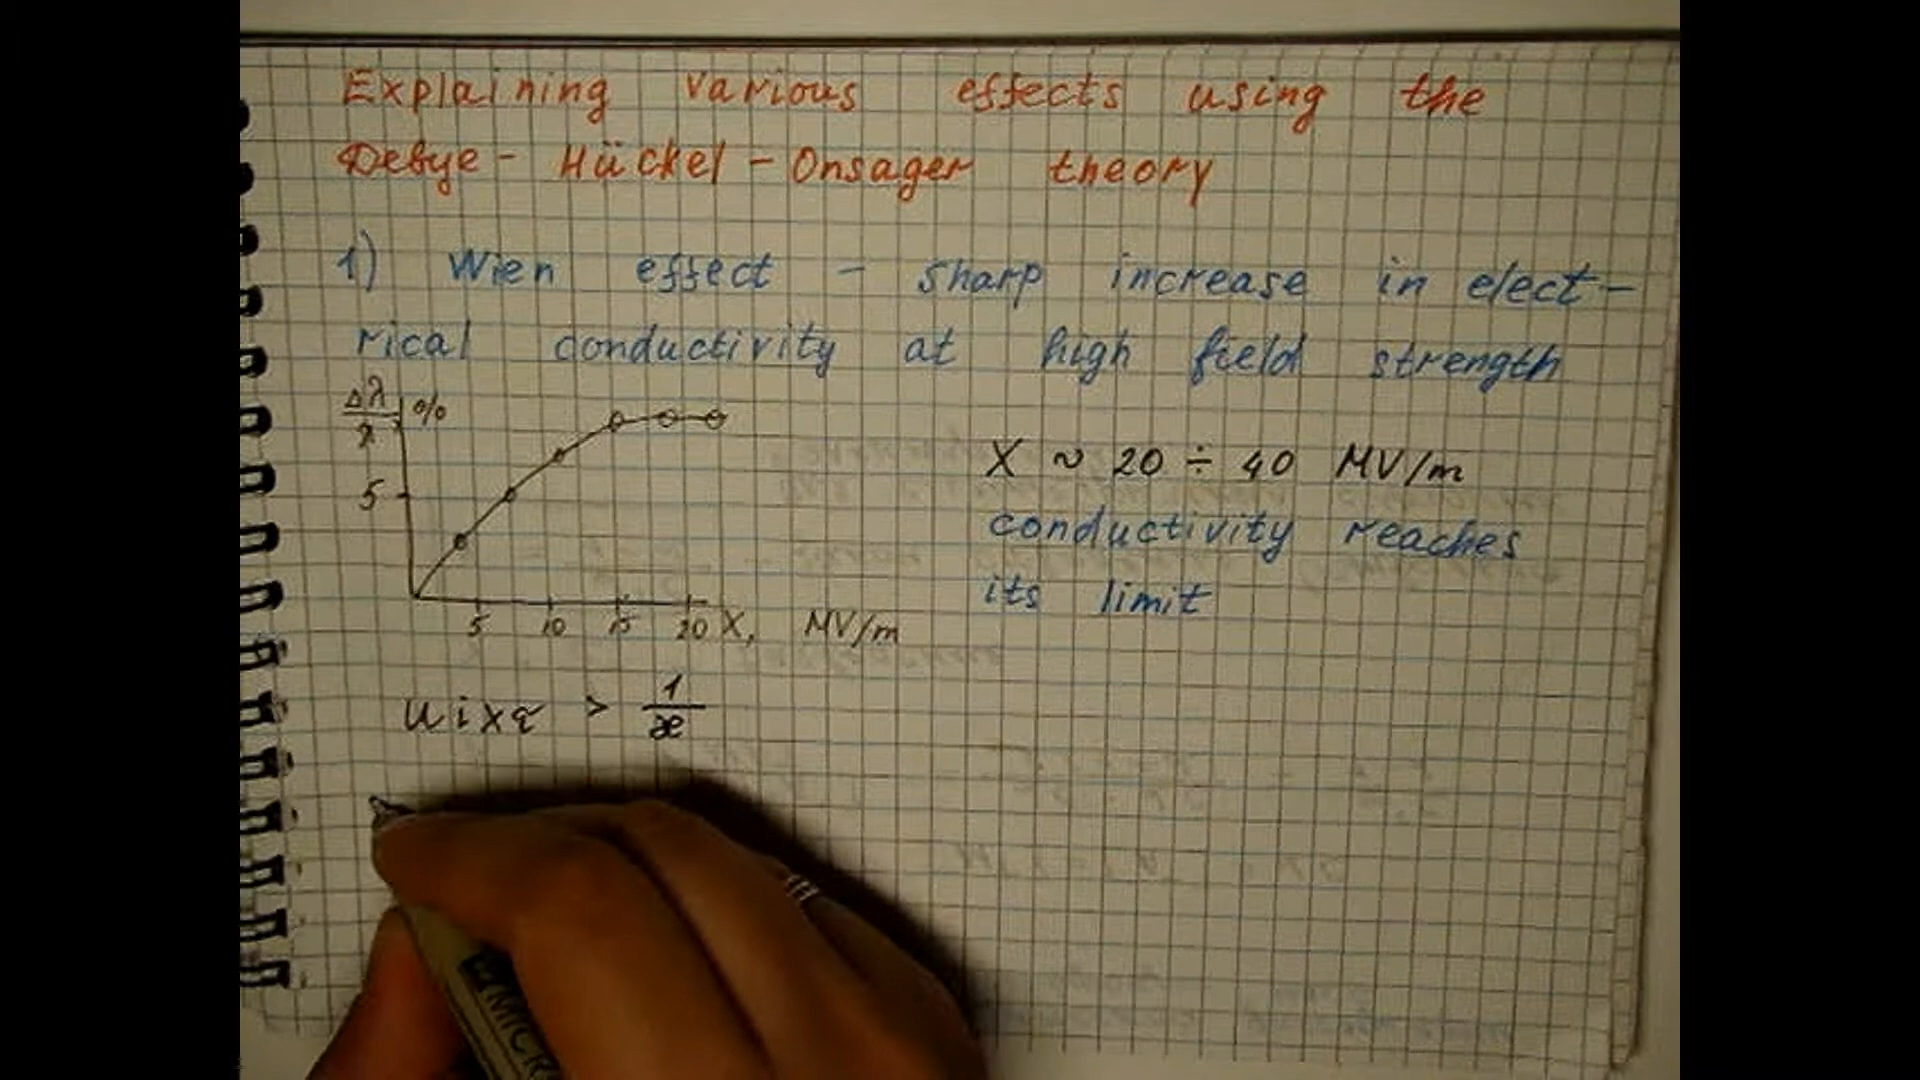 Explaining various effects using the
Debye - Hückel - Onsager theory
1) Wien effect - sharp increase in elect-
rical conductivity at high field strength
Δλ/λ %
5
5 10 15 20 X, MV/m
X ~ 20 ÷ 40 MV/m
conductivity reaches
its limit
u i x τ > 1/æ
MICR